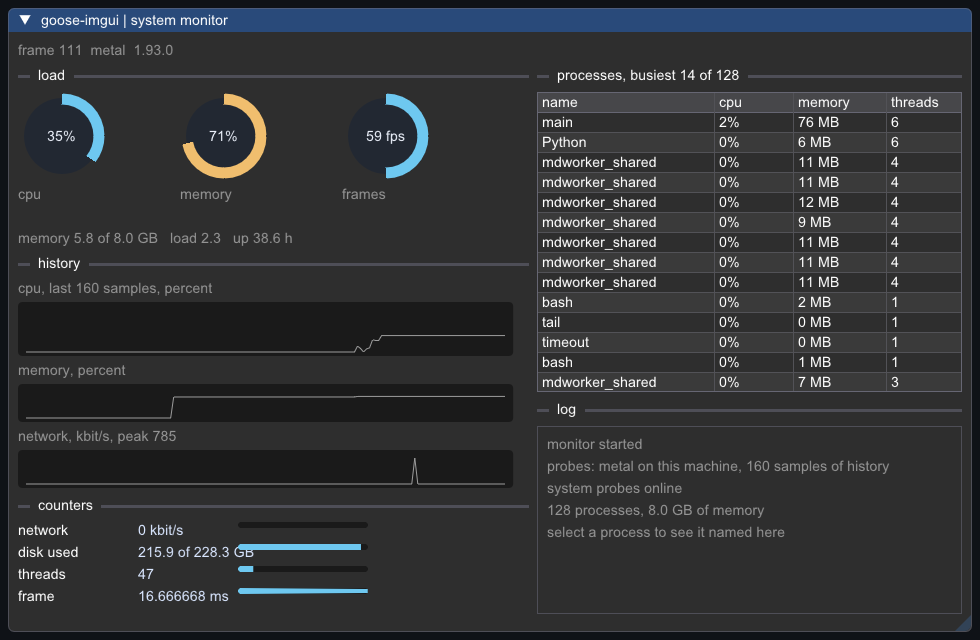 goose-imgui | system monitor
frame 111 metal 1.93.0
load
35%
71%
59 fps
cpu
memory
frames
memory 5.8 of 8.0 GB load 2.3 up 38.6 h
history
cpu, last 160 samples, percent
memory, percent
network, kbit/s, peak 785
counters
network 0 kbit/s
disk used 215.9 of 228.3 GB
threads 47
frame 16.666668 ms
processes, busiest 14 of 128
name cpu memory threads
main 2% 76 MB 6
Python 0% 6 MB 6
mdworker_shared 0% 11 MB 4
mdworker_shared 0% 11 MB 4
mdworker_shared 0% 12 MB 4
mdworker_shared 0% 9 MB 4
mdworker_shared 0% 11 MB 4
mdworker_shared 0% 11 MB 4
mdworker_shared 0% 11 MB 4
bash 0% 2 MB 1
tail 0% 0 MB 1
timeout 0% 0 MB 1
bash 0% 1 MB 1
mdworker_shared 0% 7 MB 3
log
monitor started
probes: metal on this machine, 160 samples of history
system probes online
128 processes, 8.0 GB of memory
select a process to see it named here